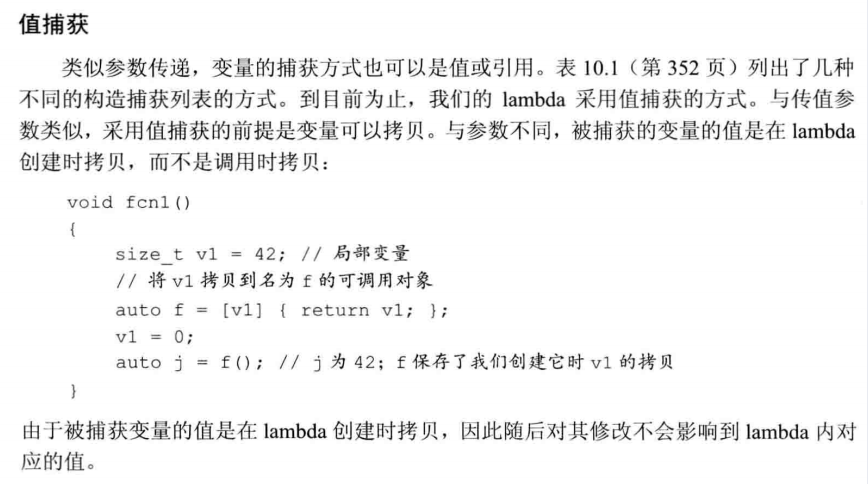 值捕获
类似参数传递，变量的捕获方式也可以是值或引用。表 10.1（第 352 页）列出了几种
不同的构造捕获列表的方式。到目前为止，我们的 lambda 采用值捕获的方式。与传值参
数类似，采用值捕获的前提是变量可以拷贝。与参数不同，被捕获的变量的值是在 lambda
创建时拷贝，而不是调用时拷贝：
void fcn1()
{
size_t v1 = 42; // 局部变量
// 将 v1 拷贝到名为 f 的可调用对象
auto f = [v1] { return v1; };
v1 = 0;
auto j = f(); // j 为 42；f 保存了我们创建它时 v1 的拷贝
}
由于被捕获变量的值是在 lambda 创建时拷贝，因此随后对其修改不会影响到 lambda 内对
应的值。